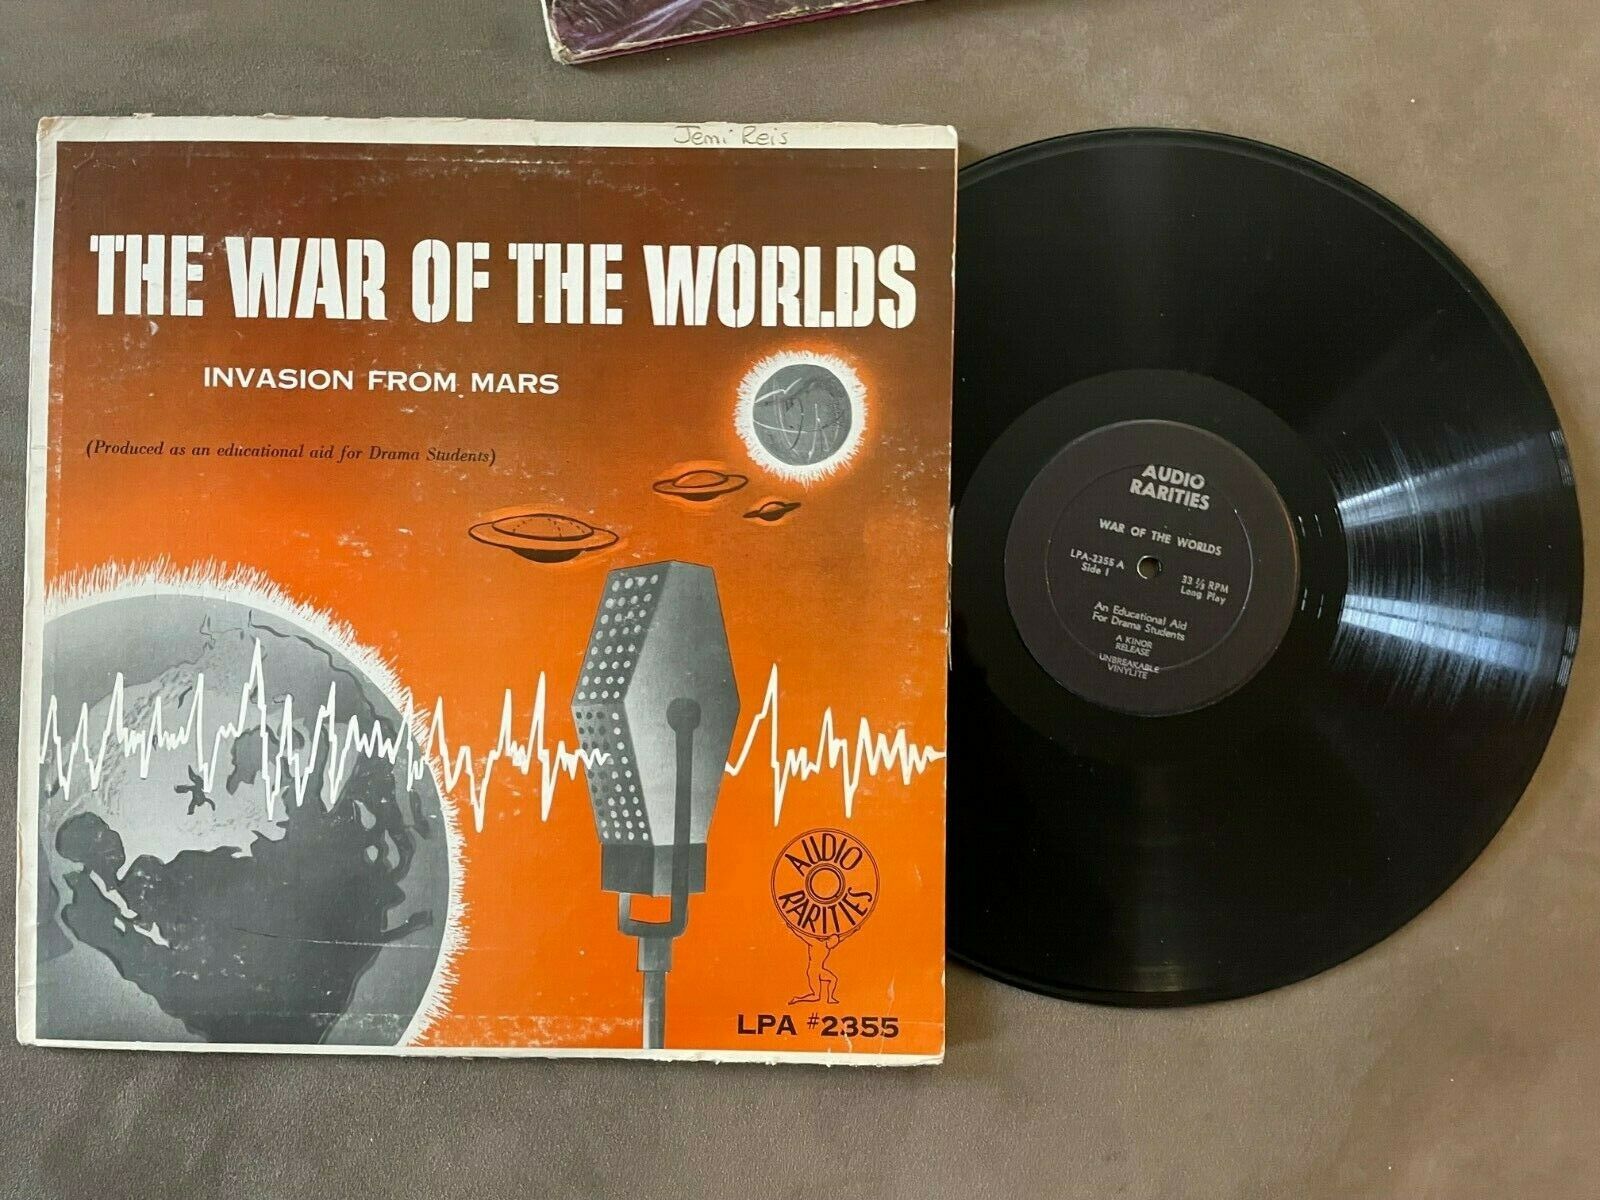 Jemi Reis
THE WAR OF THE WORLDS
INVASION FROM MARS
(Produced as an educational aid for Drama Students)
AUDIO
RARITIES
LPA #2355
AUDIO
RARITIES
WAR OF THE WORLDS
LPA-2355 A
Side 1
33 ⅓ RPM
Long Play
An Educational Aid
For Drama Students
A KINOR
RELEASE
UNBREAKABLE
VINYLITE